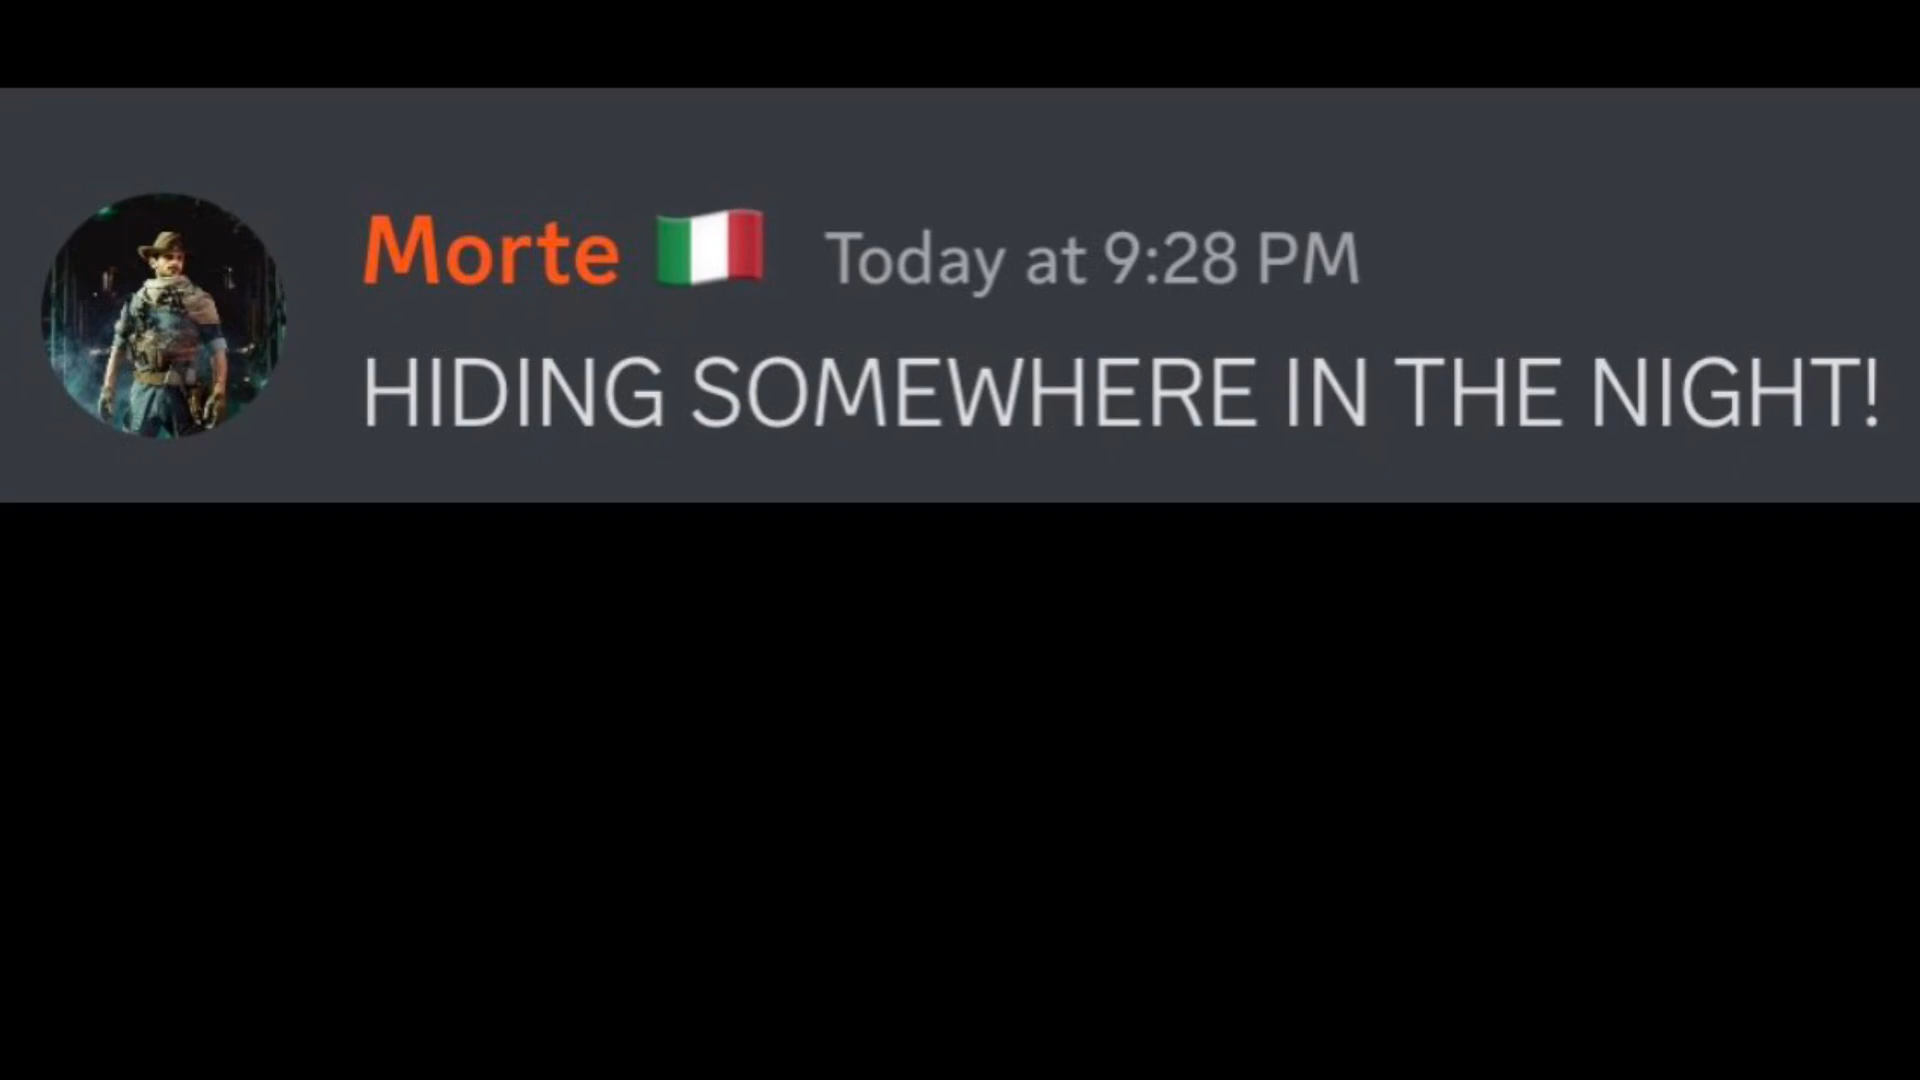 Morte 🇮🇹 Today at 9:28 PM
HIDING SOMEWHERE IN THE NIGHT!